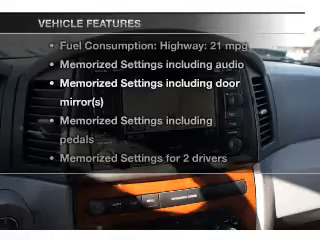 VEHICLE FEATURES
• Fuel Consumption: Highway: 21 mpg
• Memorized Settings including audio
• Memorized Settings including door
mirror(s)
• Memorized Settings including
pedals
• Memorized Settings for 2 drivers